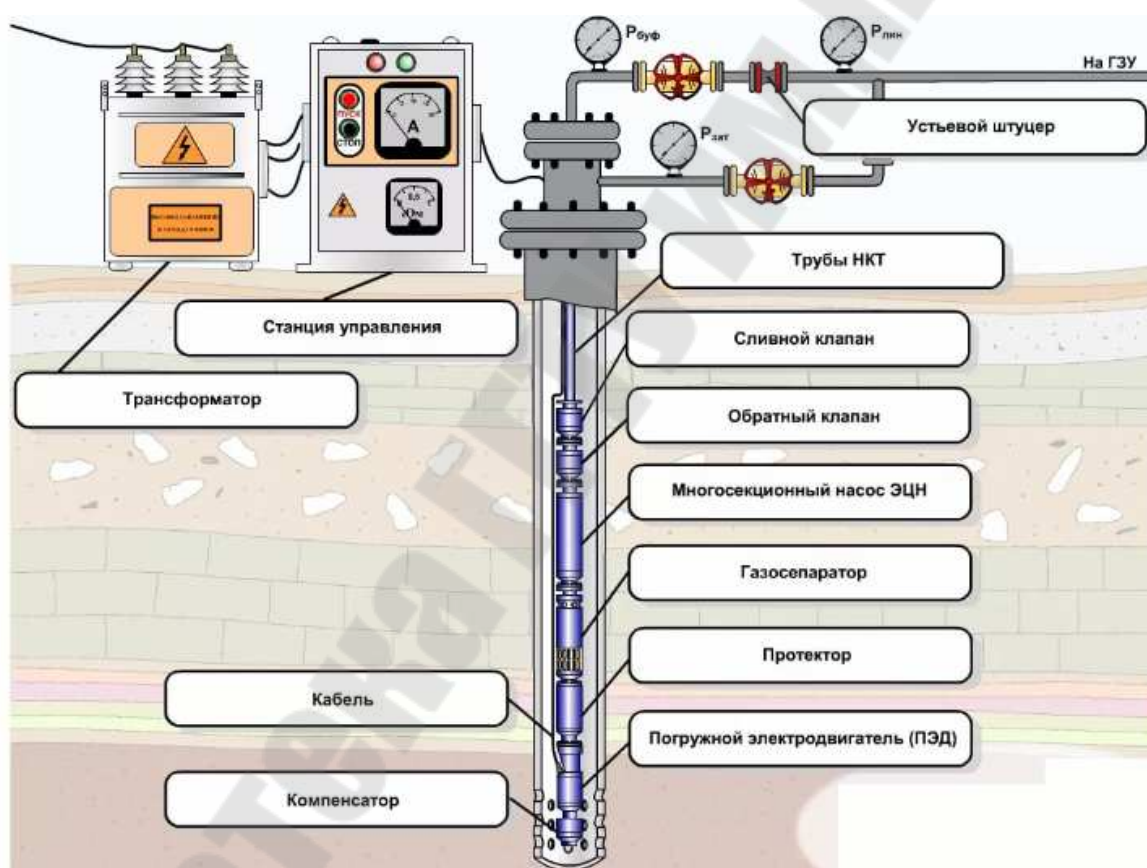 Рбуф
Рлин
На ГЗУ
Устьевой штуцер
ПУСК
СТОП
А
Рзат
Трубы НКТ
Станция управления
Сливной клапан
Трансформатор
Обратный клапан
Многосекционный насос ЭЦН
Газосепаратор
Протектор
Кабель
Погружной электродвигатель (ПЭД)
Компенсатор